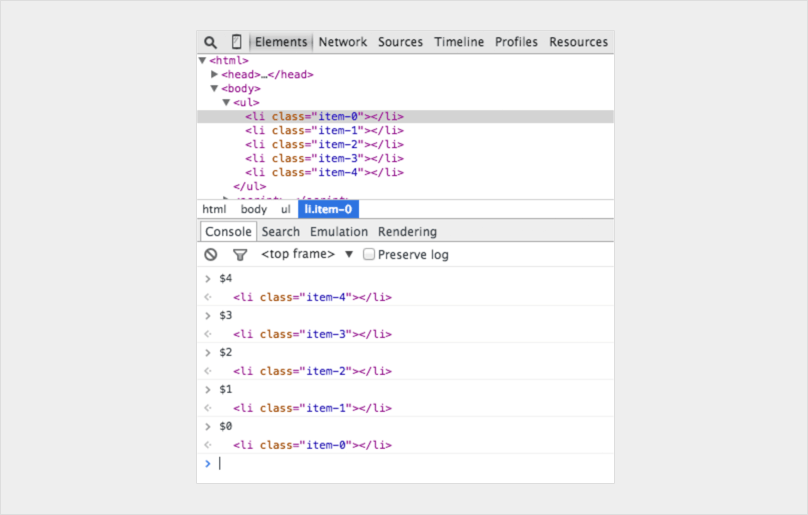 Elements Network Sources Timeline Profiles Resources
▼<html>
▶<head>…</head>
▼<body>
▼<ul>
<li class="item-0"></li>
<li class="item-1"></li>
<li class="item-2"></li>
<li class="item-3"></li>
<li class="item-4"></li>
</ul>
html body ul li.item-0
Console Search Emulation Rendering
<top frame> ▼ Preserve log
> $4
<li class="item-4"></li>
> $3
<li class="item-3"></li>
> $2
<li class="item-2"></li>
> $1
<li class="item-1"></li>
> $0
<li class="item-0"></li>
>